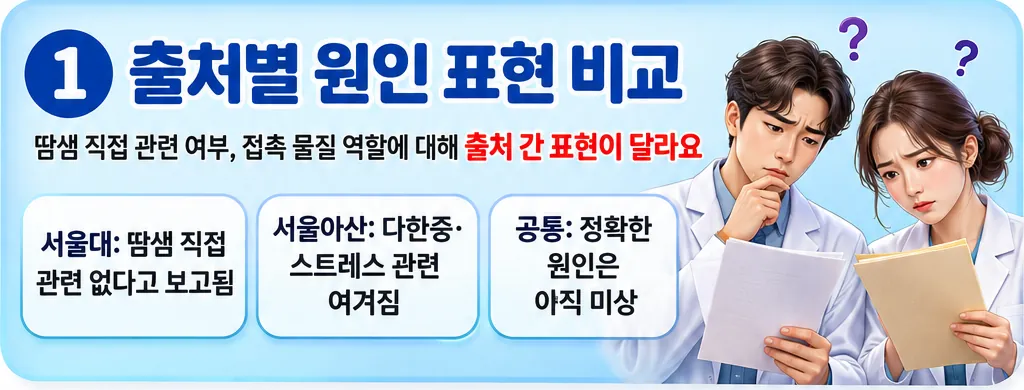 1 출처별 원인 표현 비교
? ?
땀샘 직접 관련 여부, 접촉 물질 역할에 대해 출처 간 표현이 달라요
서울대: 땀샘 직접
관련 없다고 보고됨
서울아산: 다한증·
스트레스 관련
여겨짐
공통: 정확한
원인은
아직 미상